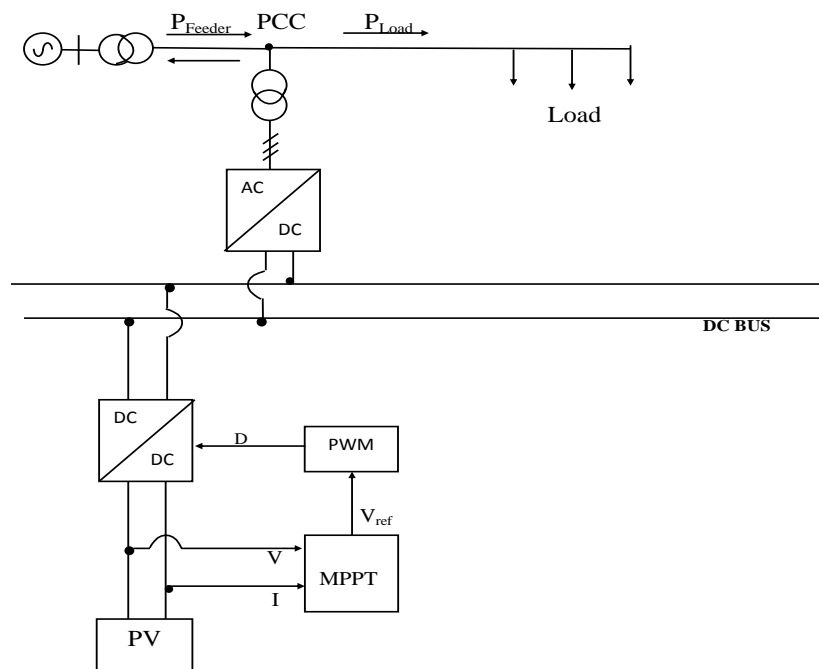 P_Feeder PCC P_Load
Load
AC
DC
DC BUS
DC
DC
D
PWM
V_ref
V
MPPT
I
PV